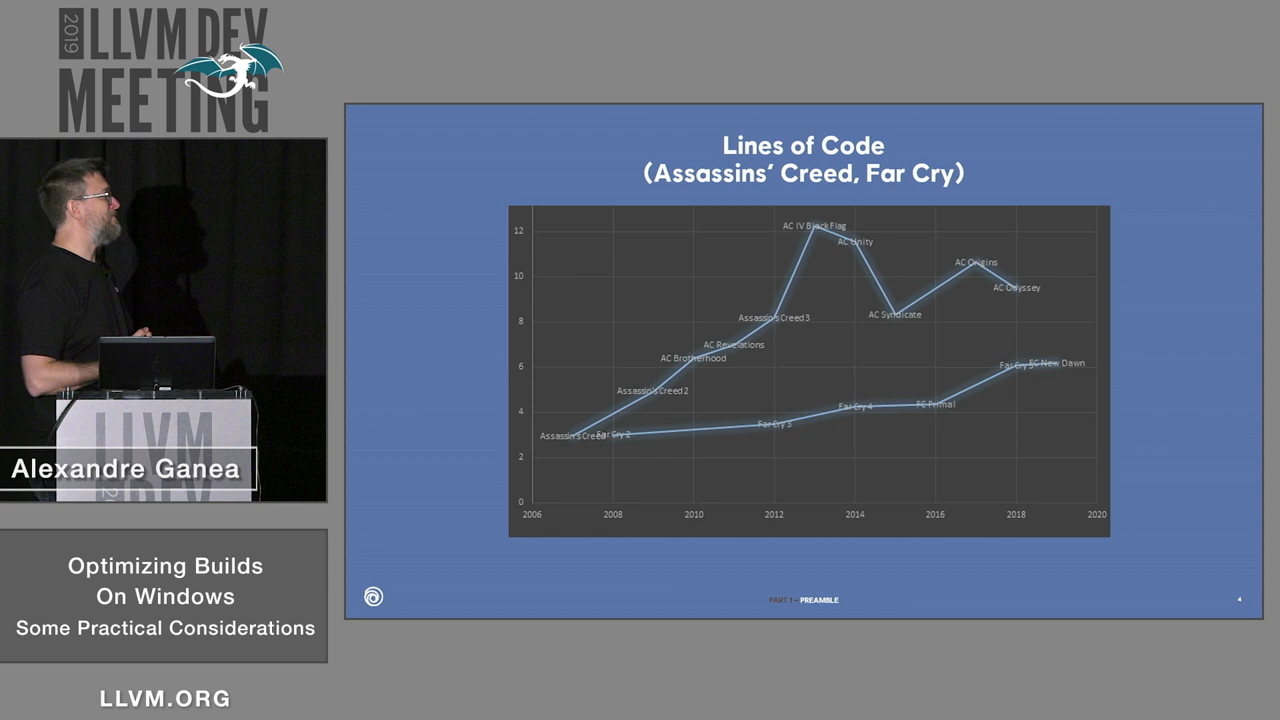 2019
LLVM DEV
MEETING
LLVM
Alexandre Ganea
Optimizing Builds
On Windows
Some Practical Considerations
LLVM.ORG
Lines of Code
(Assassins’ Creed, Far Cry)
12
10
8
6
4
2
0
AC IV Black Flag
AC Unity
AC Origins
AC Odyssey
Assassin's Creed 3
AC Syndicate
AC Revelations
AC Brotherhood
Far Cry 5
FC New Dawn
Assassin's Creed 2
Far Cry 4
FC Primal
Far Cry 3
Assassin's Creed
Far Cry 2
2006
2008
2010
2012
2014
2016
2018
2020
PART 1 – PREAMBLE
4